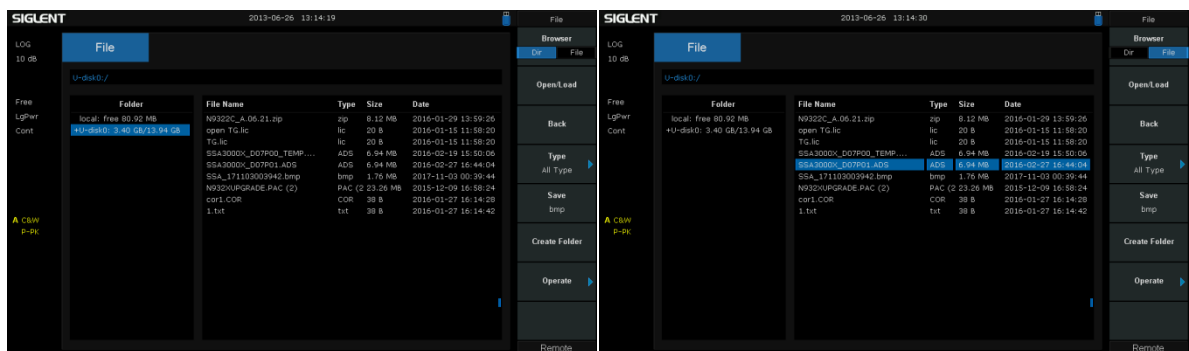 SIGLENT 2013-06-26 13:14:19 File
LOG
10 dB
File
Browser
Dir File
U-disk0:/
Open/Load
Free
LgPwr
Cont
Folder
local: free 80.92 MB
+U-disk0: 3.40 GB/13.94 GB
File Name Type Size Date
N9322C_A.06.21.zip zip 8.12 MB 2016-01-29 13:59:26
open TG.lic lic 20 B 2016-01-15 11:58:20
TG.lic lic 20 B 2016-01-15 11:58:20
SSA3000X_D07P00_TEMP.... ADS 6.94 MB 2016-02-19 15:50:06
SSA3000X_D07P01.ADS ADS 6.94 MB 2016-02-27 16:44:04
SSA_171103003942.bmp bmp 1.76 MB 2017-11-03 00:39:44
N932XUPGRADE.PAC (2) PAC (2 23.26 MB 2015-12-09 16:58:24
cor1.COR COR 38 B 2016-01-27 16:14:28
1.txt txt 38 B 2016-01-27 16:14:42
Back
Type
All Type
Save
bmp
A C&W
P-PK
Create Folder
Operate
Remote
SIGLENT 2013-06-26 13:14:30 File
LOG
10 dB
File
Browser
Dir File
U-disk0:/
Open/Load
Free
LgPwr
Cont
Folder
local: free 80.92 MB
+U-disk0: 3.40 GB/13.94 GB
File Name Type Size Date
N9322C_A.06.21.zip zip 8.12 MB 2016-01-29 13:59:26
open TG.lic lic 20 B 2016-01-15 11:58:20
TG.lic lic 20 B 2016-01-15 11:58:20
SSA3000X_D07P00_TEMP.... ADS 6.94 MB 2016-02-19 15:50:06
SSA3000X_D07P01.ADS ADS 6.94 MB 2016-02-27 16:44:04
SSA_171103003942.bmp bmp 1.76 MB 2017-11-03 00:39:44
N932XUPGRADE.PAC (2) PAC (2 23.26 MB 2015-12-09 16:58:24
cor1.COR COR 38 B 2016-01-27 16:14:28
1.txt txt 38 B 2016-01-27 16:14:42
Back
Type
All Type
Save
bmp
A C&W
P-PK
Create Folder
Operate
Remote